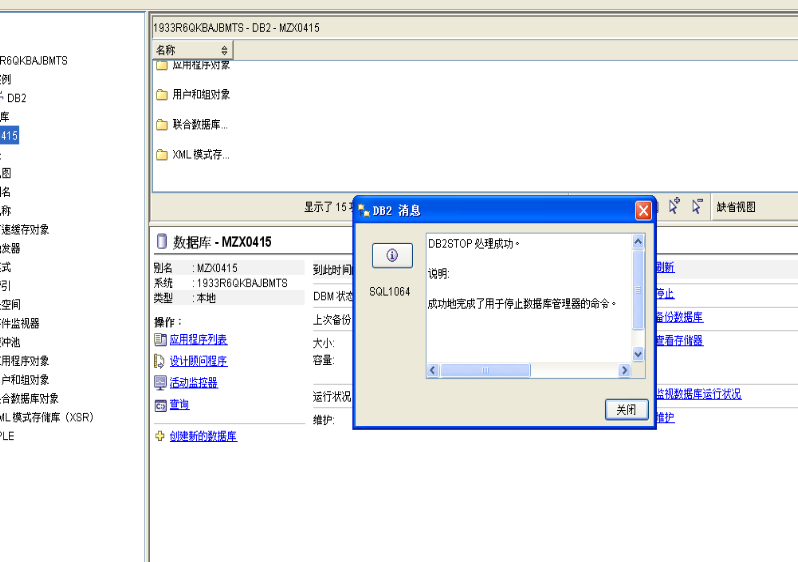 1933R6QKBAJBMTS - DB2 - MZX0415
名称
R6QKBAJBMTS
例
DB2
库
415
图
名
称
速缓存对象
发器
式
引
空间
件监视器
冲池
用程序对象
户和组对象
合数据库对象
ML 模式存储库（XSR）
PLE
应用程序对象
用户和组对象
联合数据库...
XML 模式存...
显示了 15
缺省视图
数据库 - MZX0415
别名 : MZX0415
系统 : 1933R6QKBAJBMTS
类型 : 本地
操作：
应用程序列表
设计顾问程序
活动监控器
查询
创建新的数据库
到此时间
DBM 状态
上次备份
大小:
容量:
运行状况
维护:
刷新
停止
备份数据库
查看存储器
监视数据库运行状况
维护
DB2 消息
SQL1064
DB2STOP 处理成功。
说明:
成功地完成了用于停止数据库管理器的命令。
关闭